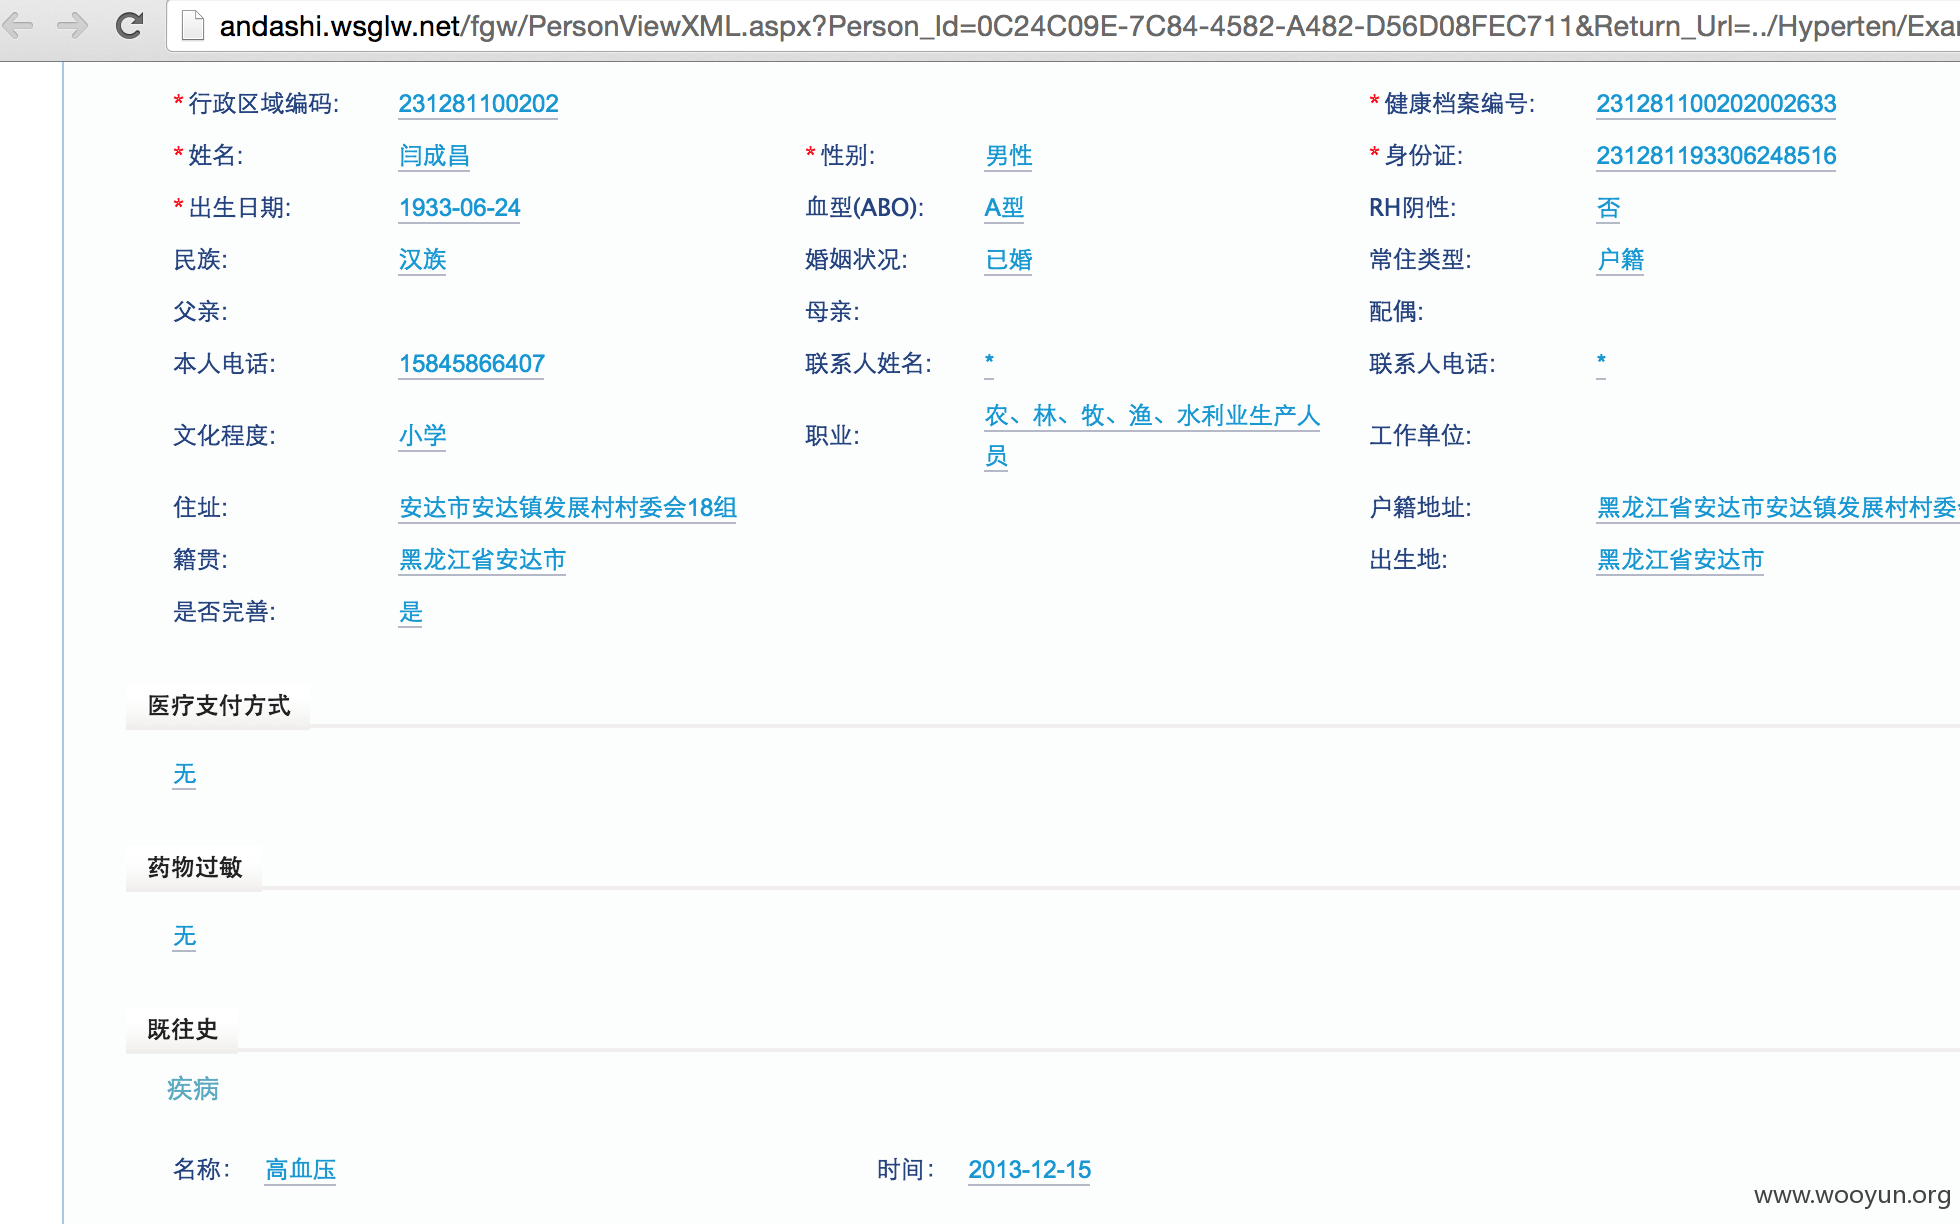 andashi.wsglw.net/fgw/PersonViewXML.aspx?Person_Id=0C24C09E-7C84-4582-A482-D56D08FEC711&Return_Url=../Hyperten/Exa
*行政区域编码: 231281100202 *健康档案编号: 231281100202002633
*姓名: 闫成昌 *性别: 男性 *身份证: 231281193306248516
*出生日期: 1933-06-24 血型(ABO): A型 RH阴性: 否
民族: 汉族 婚姻状况: 已婚 常住类型: 户籍
父亲: 母亲: 配偶:
本人电话: 15845866407 联系人姓名: * 联系人电话: *
文化程度: 小学 职业: 农、林、牧、渔、水利业生产人员 工作单位:
住址: 安达市安达镇发展村村委会18组 户籍地址: 黑龙江省安达市安达镇发展村村委
籍贯: 黑龙江省安达市 出生地: 黑龙江省安达市
是否完善: 是
医疗支付方式
无
药物过敏
无
既往史
疾病
名称: 高血压 时间: 2013-12-15
www.wooyun.org